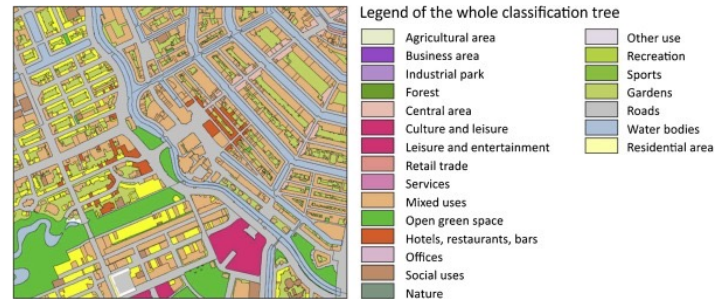 Legend of the whole classification tree
Agricultural area
Business area
Industrial park
Forest
Central area
Culture and leisure
Leisure and entertainment
Retail trade
Services
Mixed uses
Open green space
Hotels, restaurants, bars
Offices
Social uses
Nature
Other use
Recreation
Sports
Gardens
Roads
Water bodies
Residential area